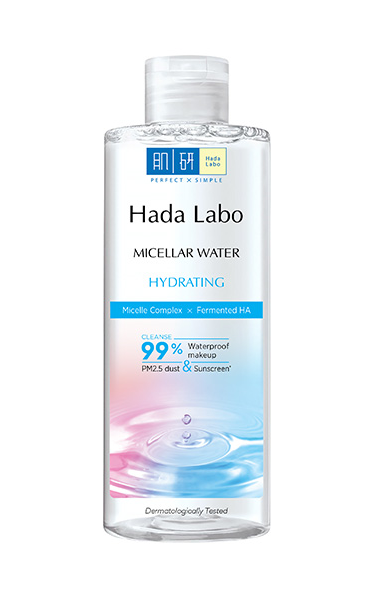 肌研
Hada
Labo
PERFECT × SIMPLE
Hada Labo
MICELLAR WATER
HYDRATING
Micelle Complex × Fermented HA
CLEANSE
99% Waterproof
makeup
PM2.5 dust & Sunscreen*
Dermatologically Tested